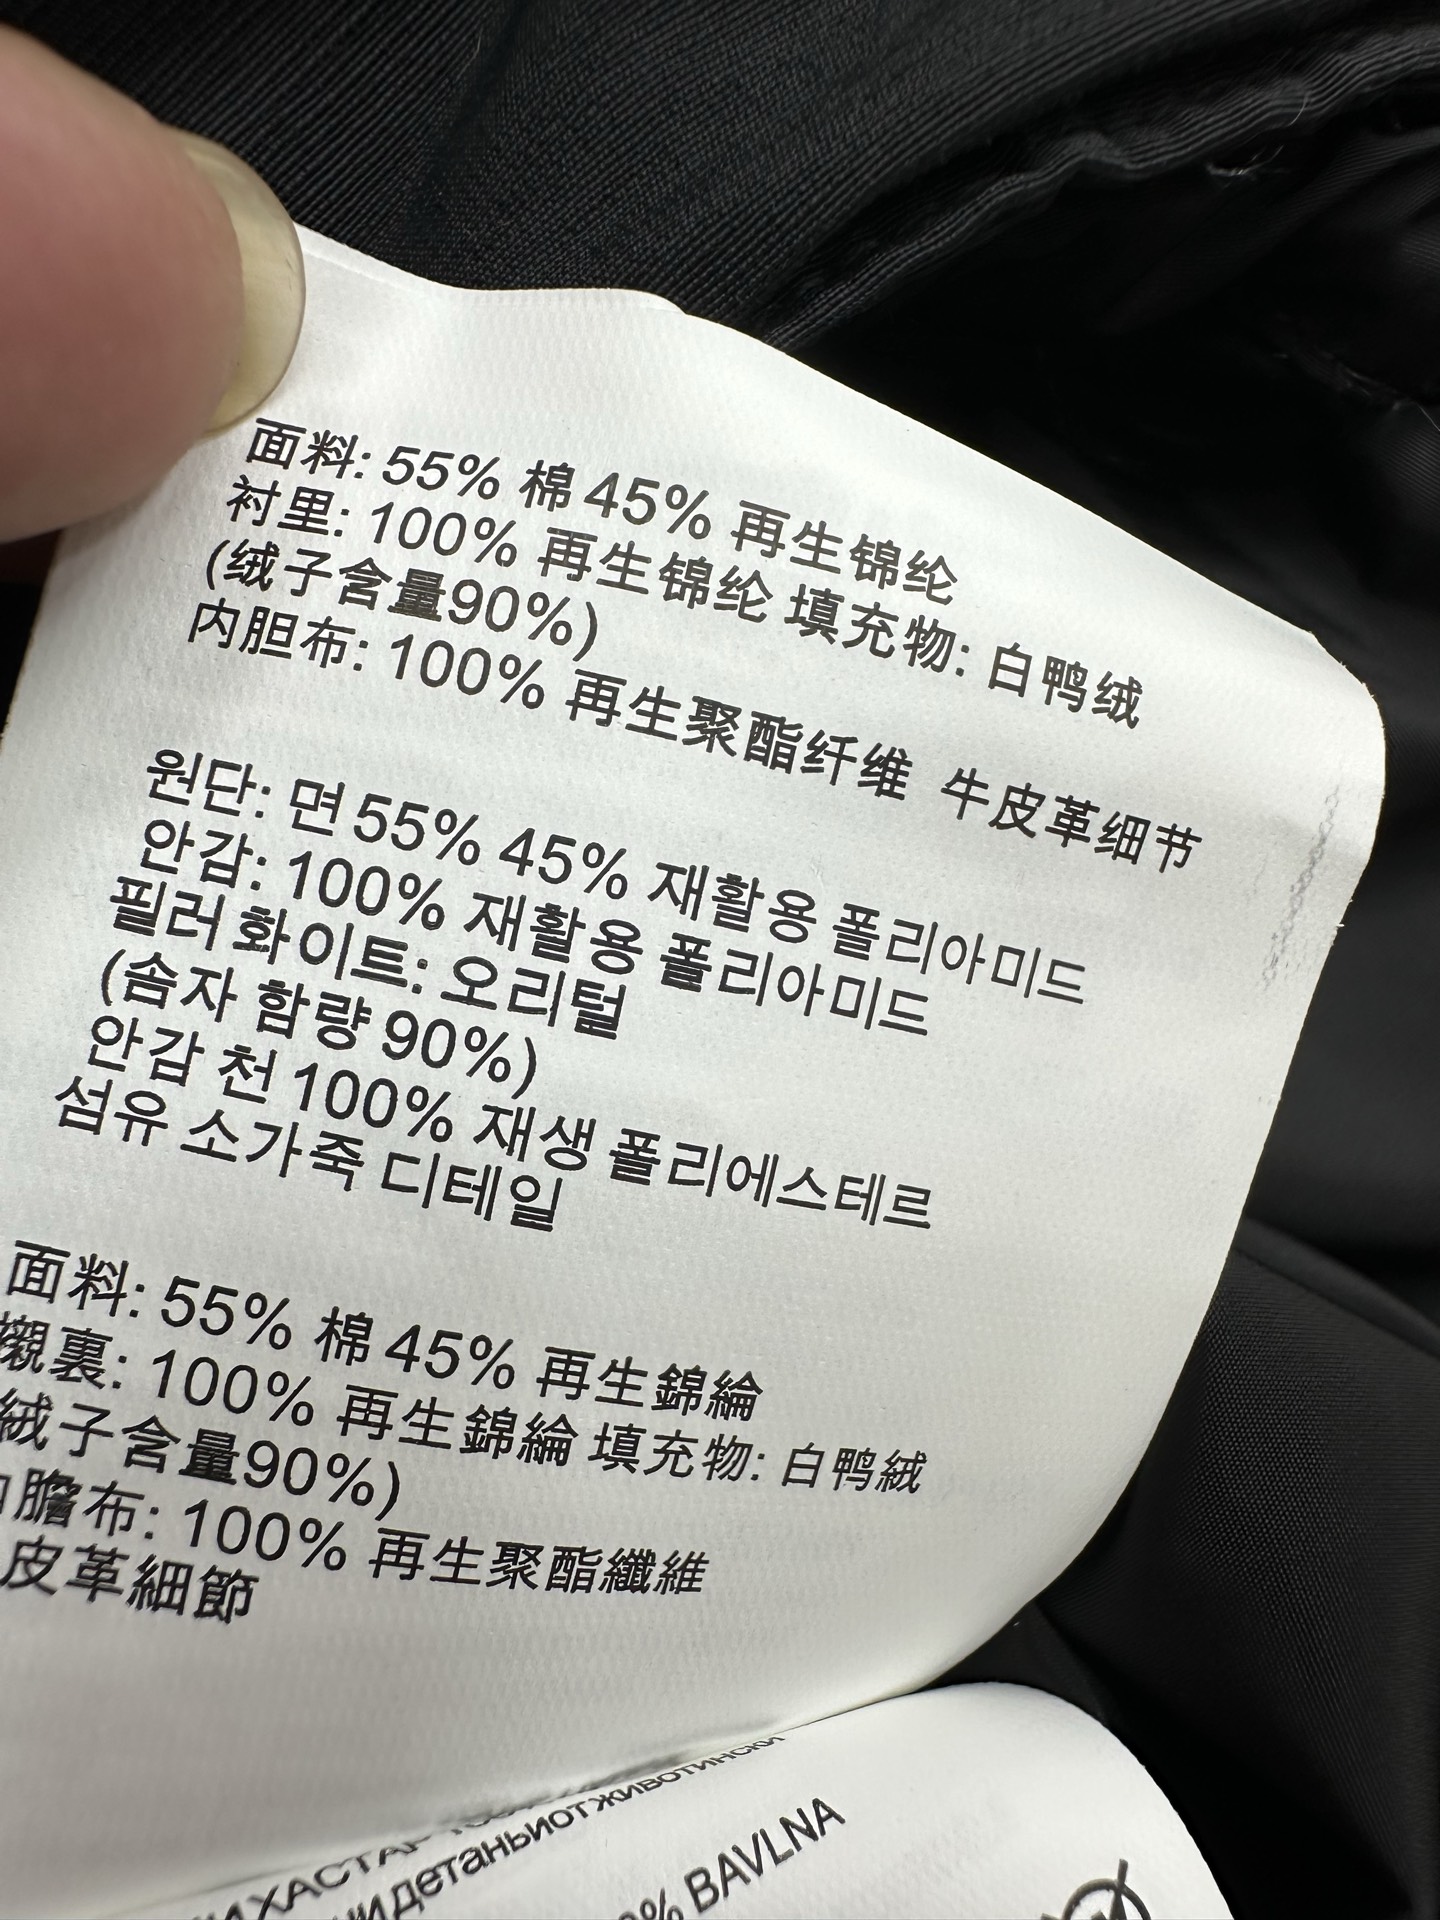 面料: 55% 棉 45% 再生锦纶
衬里: 100% 再生锦纶 填充物: 白鸭绒
(绒子含量90%)
内胆布: 100% 再生聚酯纤维 牛皮革细节
원단: 면 55% 45% 재활용 폴리아미드
안감: 100% 재활용 폴리아미드
필러 화이트: 오리털
(솜자 함량 90%)
안감 천 100% 재생 폴리에스테르
섬유 소가죽 디테일
面料: 55% 棉 45% 再生錦綸
襯裏: 100% 再生錦綸 填充物: 白鸭絨
絨子含量90%)
膽布: 100% 再生聚酯纖維
皮革細節
% BAVLNA